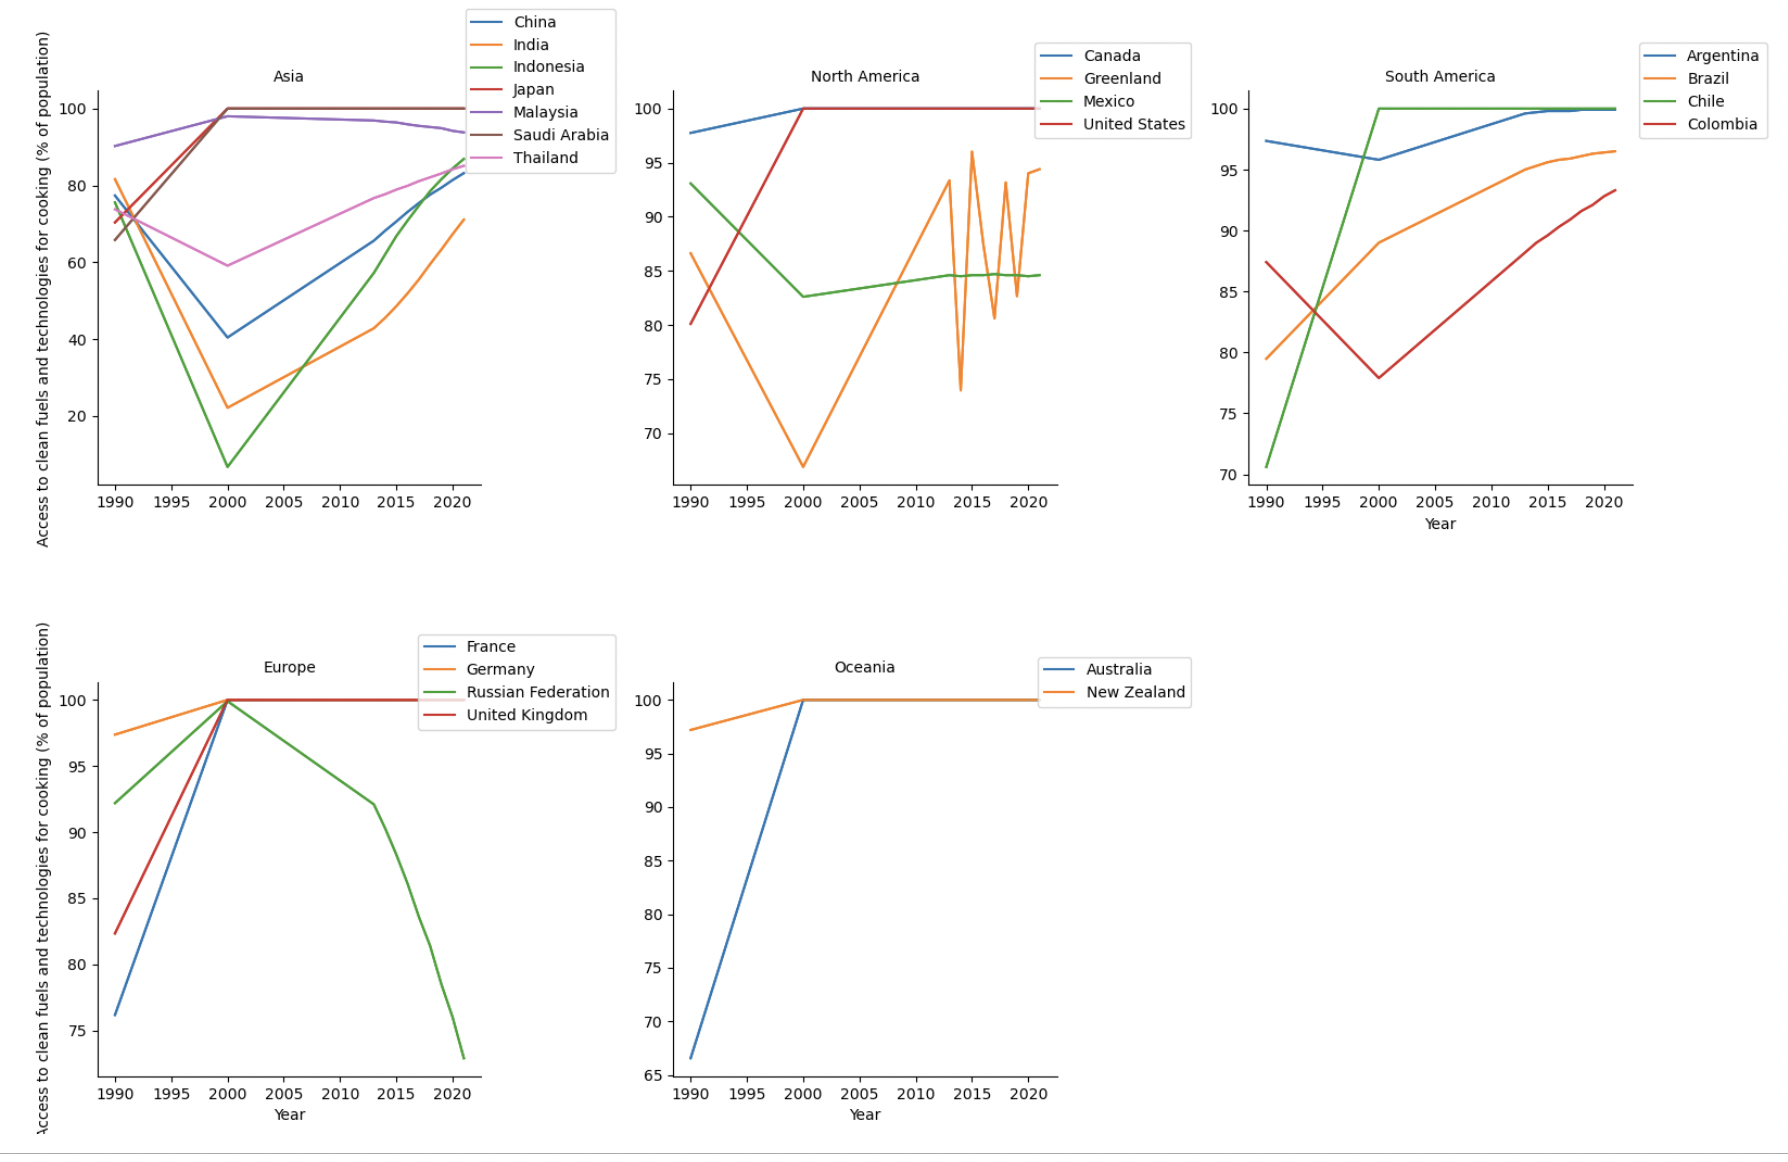 Access to clean fuels and technologies for cooking (% of population)
Asia
China
India
Indonesia
Japan
Malaysia
Saudi Arabia
Thailand
100
80
60
40
20
1990 1995 2000 2005 2010 2015 2020
North America
Canada
Greenland
Mexico
United States
100
95
90
85
80
75
70
1990 1995 2000 2005 2010 2015 2020
South America
Argentina
Brazil
Chile
Colombia
100
95
90
85
80
75
70
1990 1995 2000 2005 2010 2015 2020
Year
Access to clean fuels and technologies for cooking (% of population)
Europe
France
Germany
Russian Federation
United Kingdom
100
95
90
85
80
75
1990 1995 2000 2005 2010 2015 2020
Year
Oceania
Australia
New Zealand
100
95
90
85
80
75
70
65
1990 1995 2000 2005 2010 2015 2020
Year